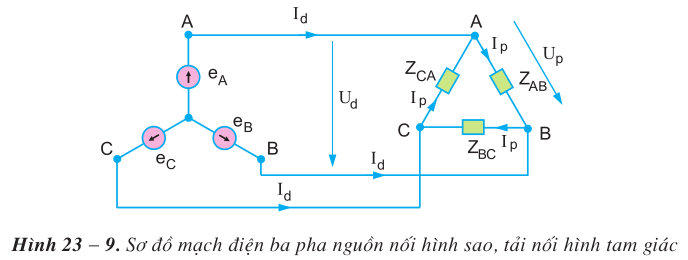 A I_d A
I_p U_p
e_A Z_CA Z_AB
U_d I_p
e_B
C e_C B C I_p B
Z_BC
I_d
I_d
Hình 23 – 9. Sơ đồ mạch điện ba pha nguồn nối hình sao, tải nối hình tam giác